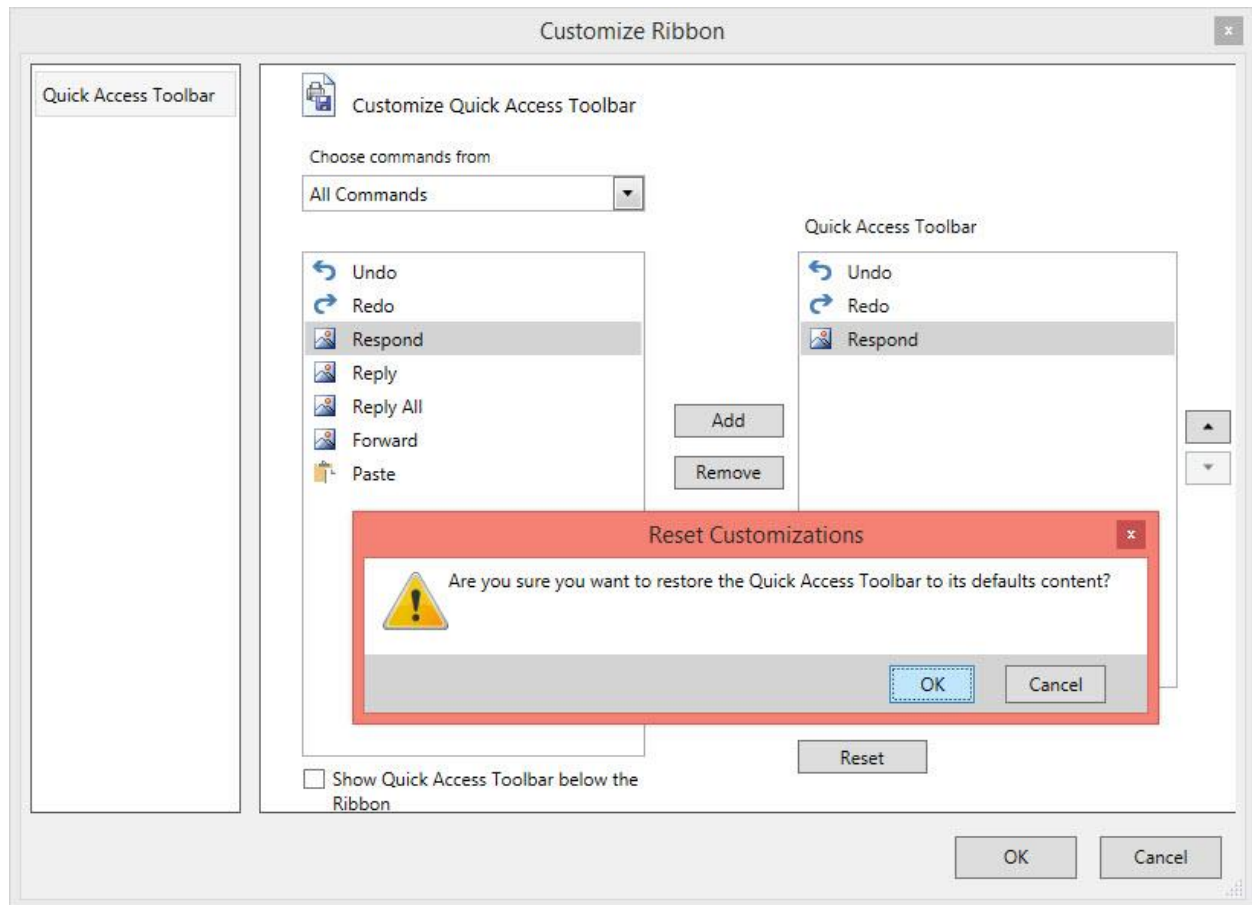 Customize Ribbon
Quick Access Toolbar
Customize Quick Access Toolbar
Choose commands from
All Commands
Quick Access Toolbar
Undo
Redo
Respond
Reply
Reply All
Forward
Paste
Add
Remove
Undo
Redo
Respond
Reset Customizations
Are you sure you want to restore the Quick Access Toolbar to its defaults content?
OK
Cancel
Reset
Show Quick Access Toolbar below the
Ribbon
OK
Cancel